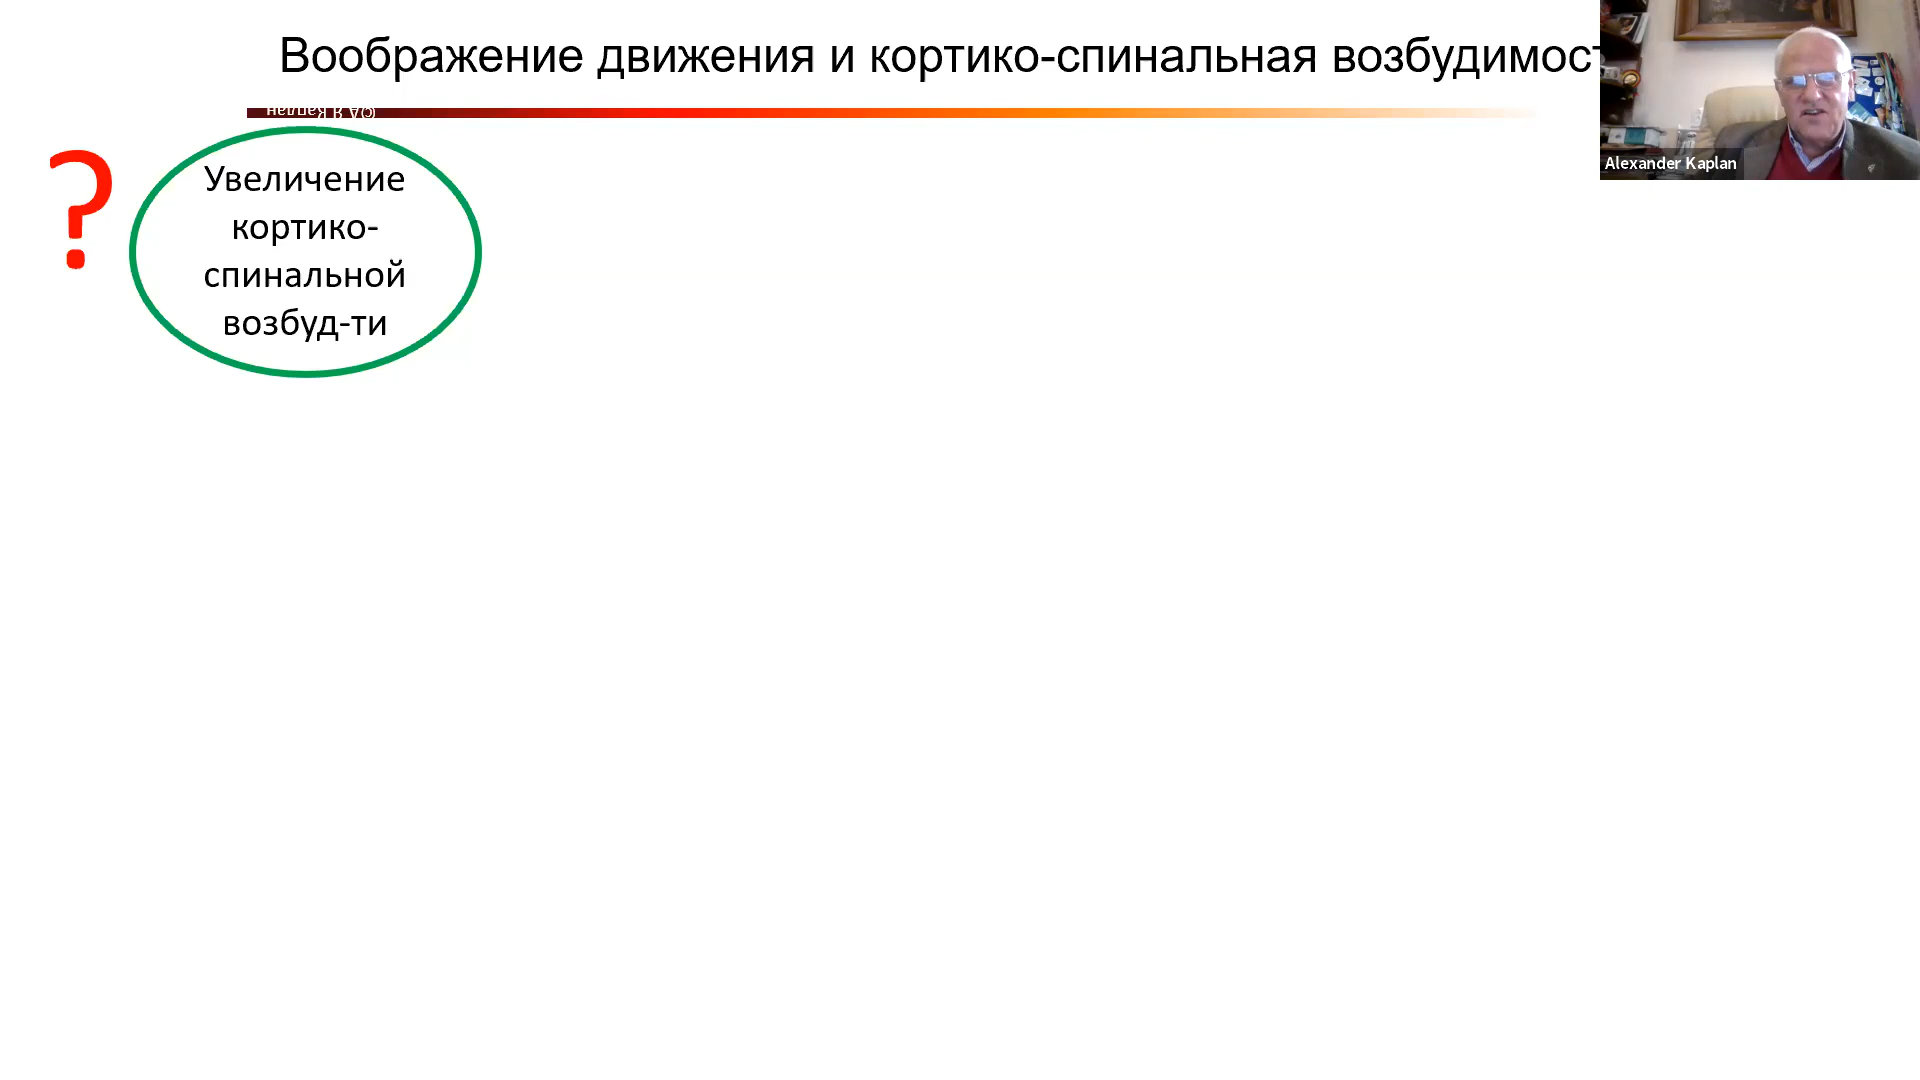 Воображение движения и кортико-спинальная возбудимост
?
Увеличение
кортико-
спинальной
возбуд-ти
Alexander Kaplan